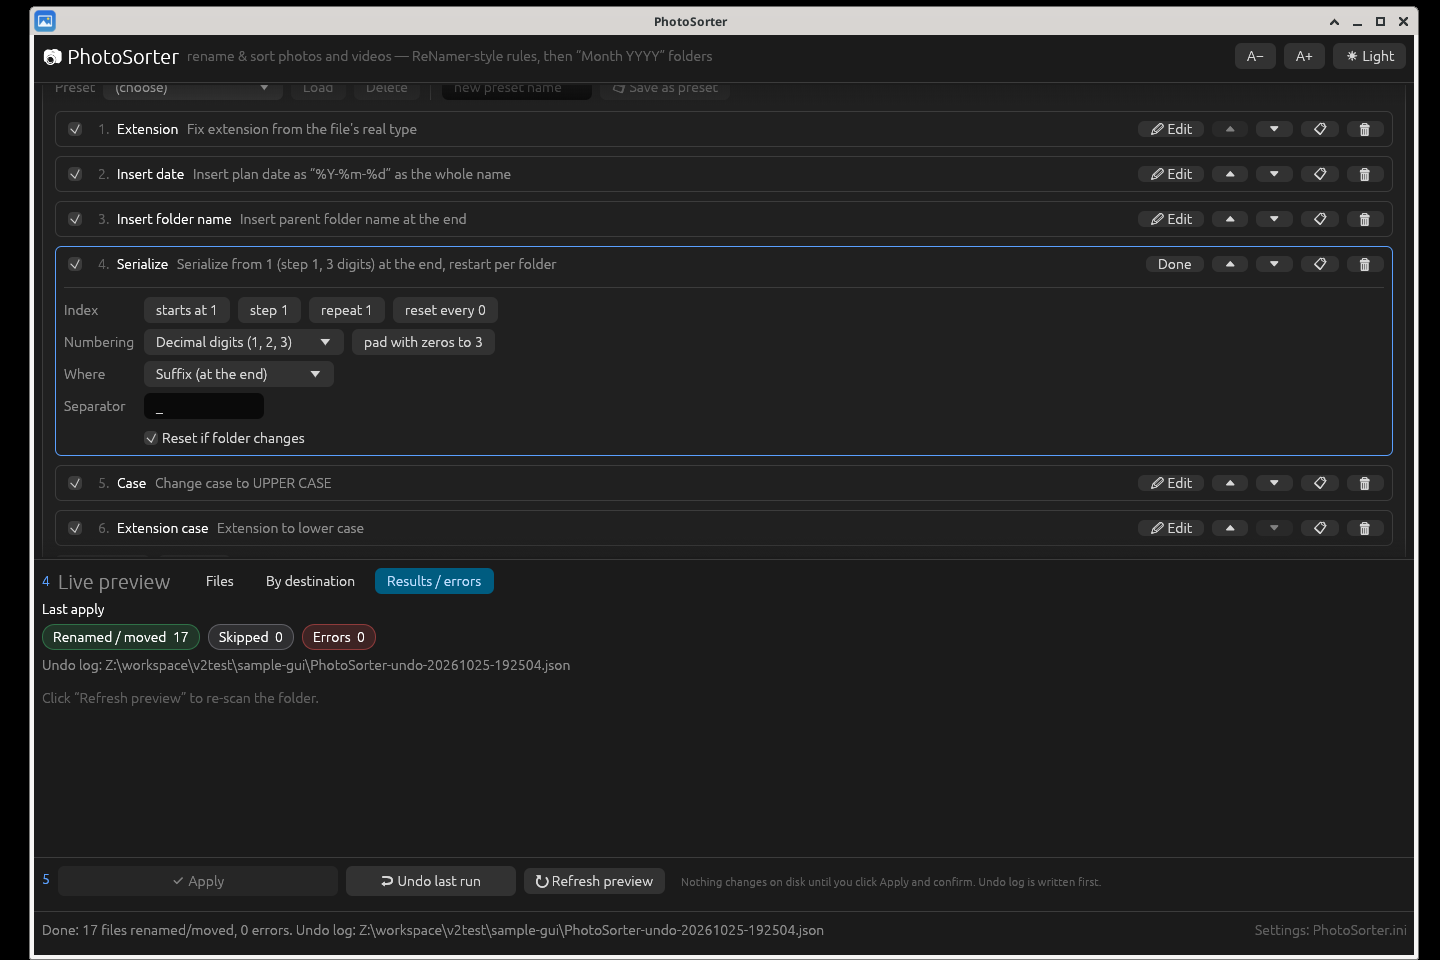 PhotoSorter
PhotoSorter rename & sort photos and videos — ReNamer-style rules, then "Month YYYY" folders A− A+ Light
Preset (choose) Load Delete new preset name Save as preset
1. Extension Fix extension from the file's real type Edit
2. Insert date Insert plan date as "%Y-%m-%d" as the whole name Edit
3. Insert folder name Insert parent folder name at the end Edit
4. Serialize Serialize from 1 (step 1, 3 digits) at the end, restart per folder Done
Index starts at 1 step 1 repeat 1 reset every 0
Numbering Decimal digits (1, 2, 3) pad with zeros to 3
Where Suffix (at the end)
Separator _
Reset if folder changes
5. Case Change case to UPPER CASE Edit
6. Extension case Extension to lower case Edit
4 Live preview Files By destination Results / errors
Last apply
Renamed / moved 17 Skipped 0 Errors 0
Undo log: Z:\workspace\v2test\sample-gui\PhotoSorter-undo-20261025-192504.json
Click "Refresh preview" to re-scan the folder.
5 Apply Undo last run Refresh preview Nothing changes on disk until you click Apply and confirm. Undo log is written first.
Done: 17 files renamed/moved, 0 errors. Undo log: Z:\workspace\v2test\sample-gui\PhotoSorter-undo-20261025-192504.json Settings: PhotoSorter.ini